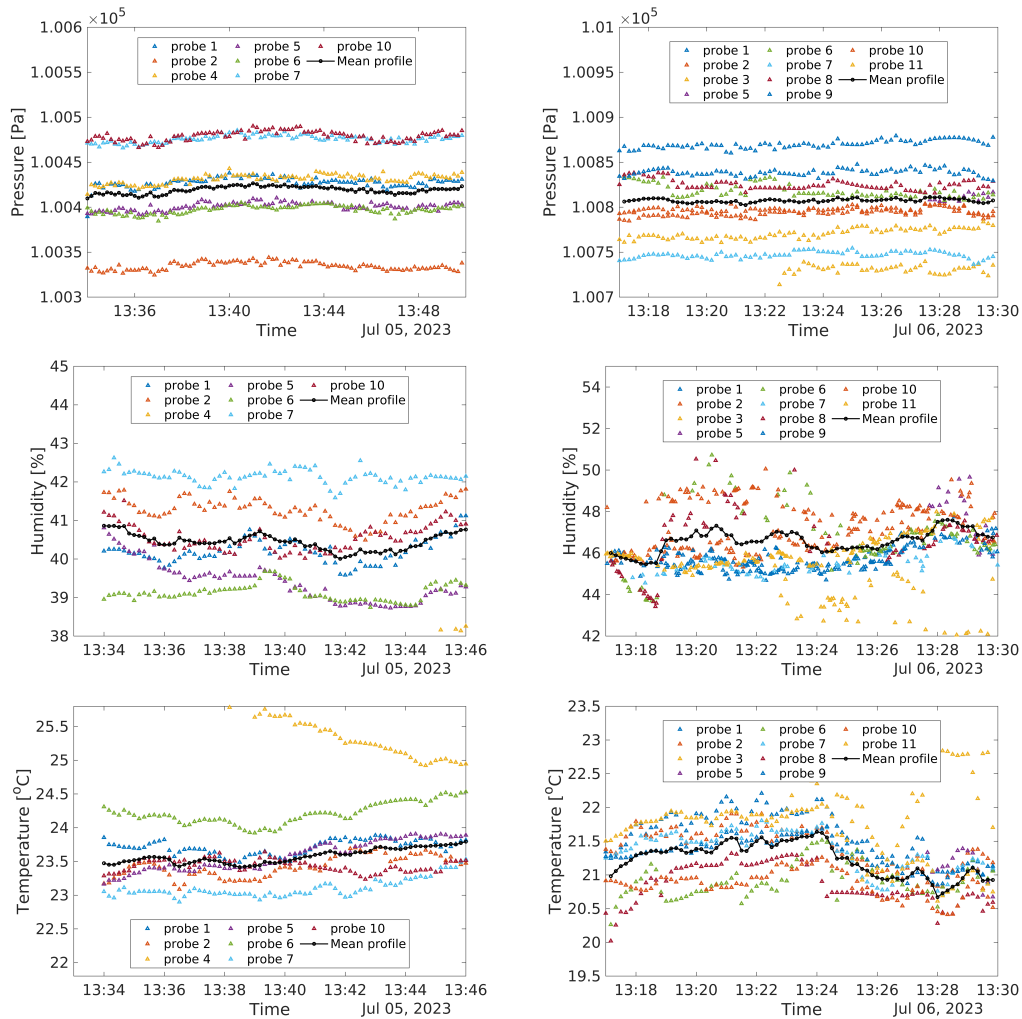 ×10⁵
1.006
1.0055
1.005
1.0045
1.004
1.0035
1.003
Pressure [Pa]
probe 1 probe 5 probe 10
probe 2 probe 6 Mean profile
probe 4 probe 7
13:36 13:40 13:44 13:48
Time Jul 05, 2023
×10⁵
1.01
1.0095
1.009
1.0085
1.008
1.0075
1.007
Pressure [Pa]
probe 1 probe 6 probe 10
probe 2 probe 7 probe 11
probe 3 probe 8 Mean profile
probe 5 probe 9
13:18 13:20 13:22 13:24 13:26 13:28 13:30
Time Jul 06, 2023
45
44
43
42
41
40
39
38
Humidity [%]
probe 1 probe 5 probe 10
probe 2 probe 6 Mean profile
probe 4 probe 7
13:34 13:36 13:38 13:40 13:42 13:44 13:46
Time Jul 05, 2023
54
52
50
48
46
44
42
Humidity [%]
probe 1 probe 6 probe 10
probe 2 probe 7 probe 11
probe 3 probe 8 Mean profile
probe 5 probe 9
13:18 13:20 13:22 13:24 13:26 13:28 13:30
Time Jul 06, 2023
25.5
25
24.5
24
23.5
23
22.5
22
Temperature [°C]
probe 1 probe 5 probe 10
probe 2 probe 6 Mean profile
probe 4 probe 7
13:34 13:36 13:38 13:40 13:42 13:44 13:46
Time Jul 05, 2023
23.5
23
22.5
22
21.5
21
20.5
20
19.5
Temperature [°C]
probe 1 probe 6 probe 10
probe 2 probe 7 probe 11
probe 3 probe 8 Mean profile
probe 5 probe 9
13:18 13:20 13:22 13:24 13:26 13:28 13:30
Time Jul 06, 2023